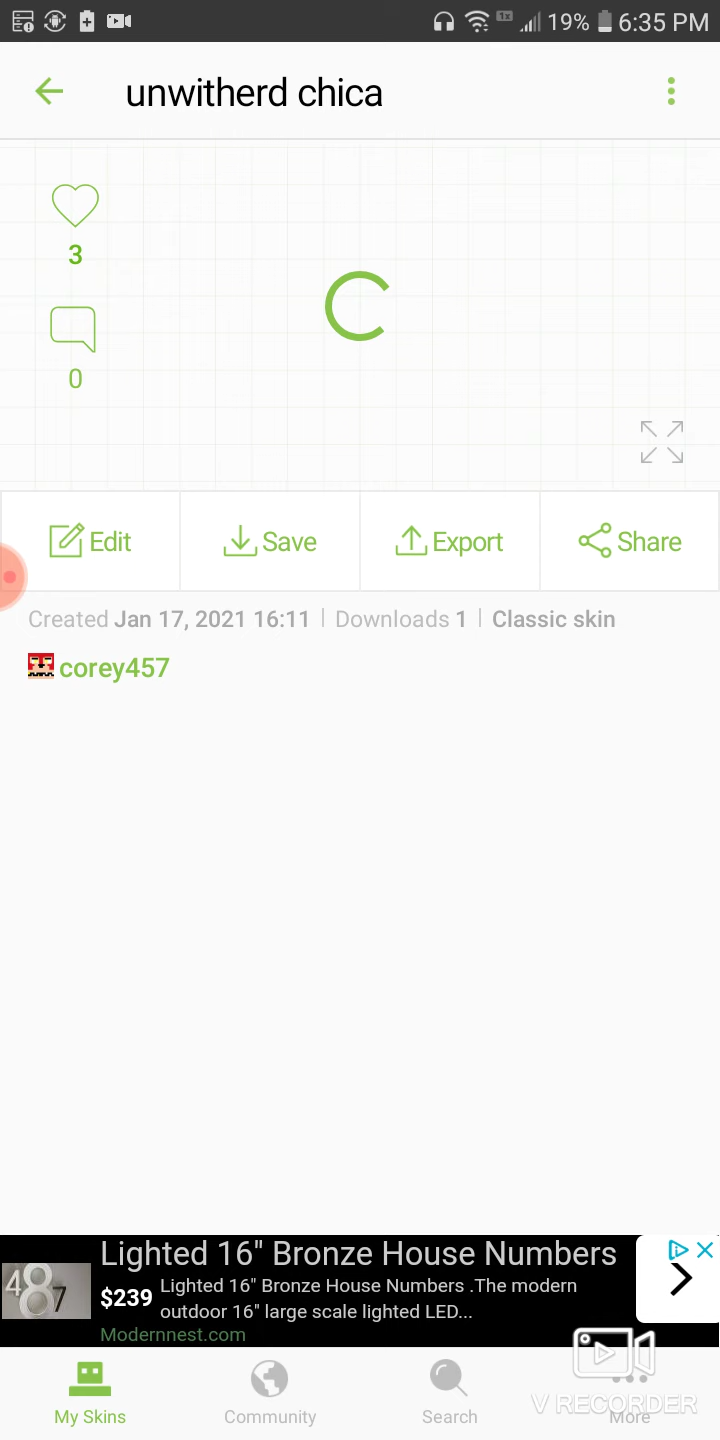 1x 19% 6:35 PM
unwitherd chica
3
0
Edit Save Export Share
Created Jan 17, 2021 16:11 | Downloads 1 | Classic skin
corey457
Lighted 16" Bronze House Numbers
487
$239 Lighted 16" Bronze House Numbers .The modern
outdoor 16" large scale lighted LED...
Modernnest.com
V RECORDER
My Skins Community Search More